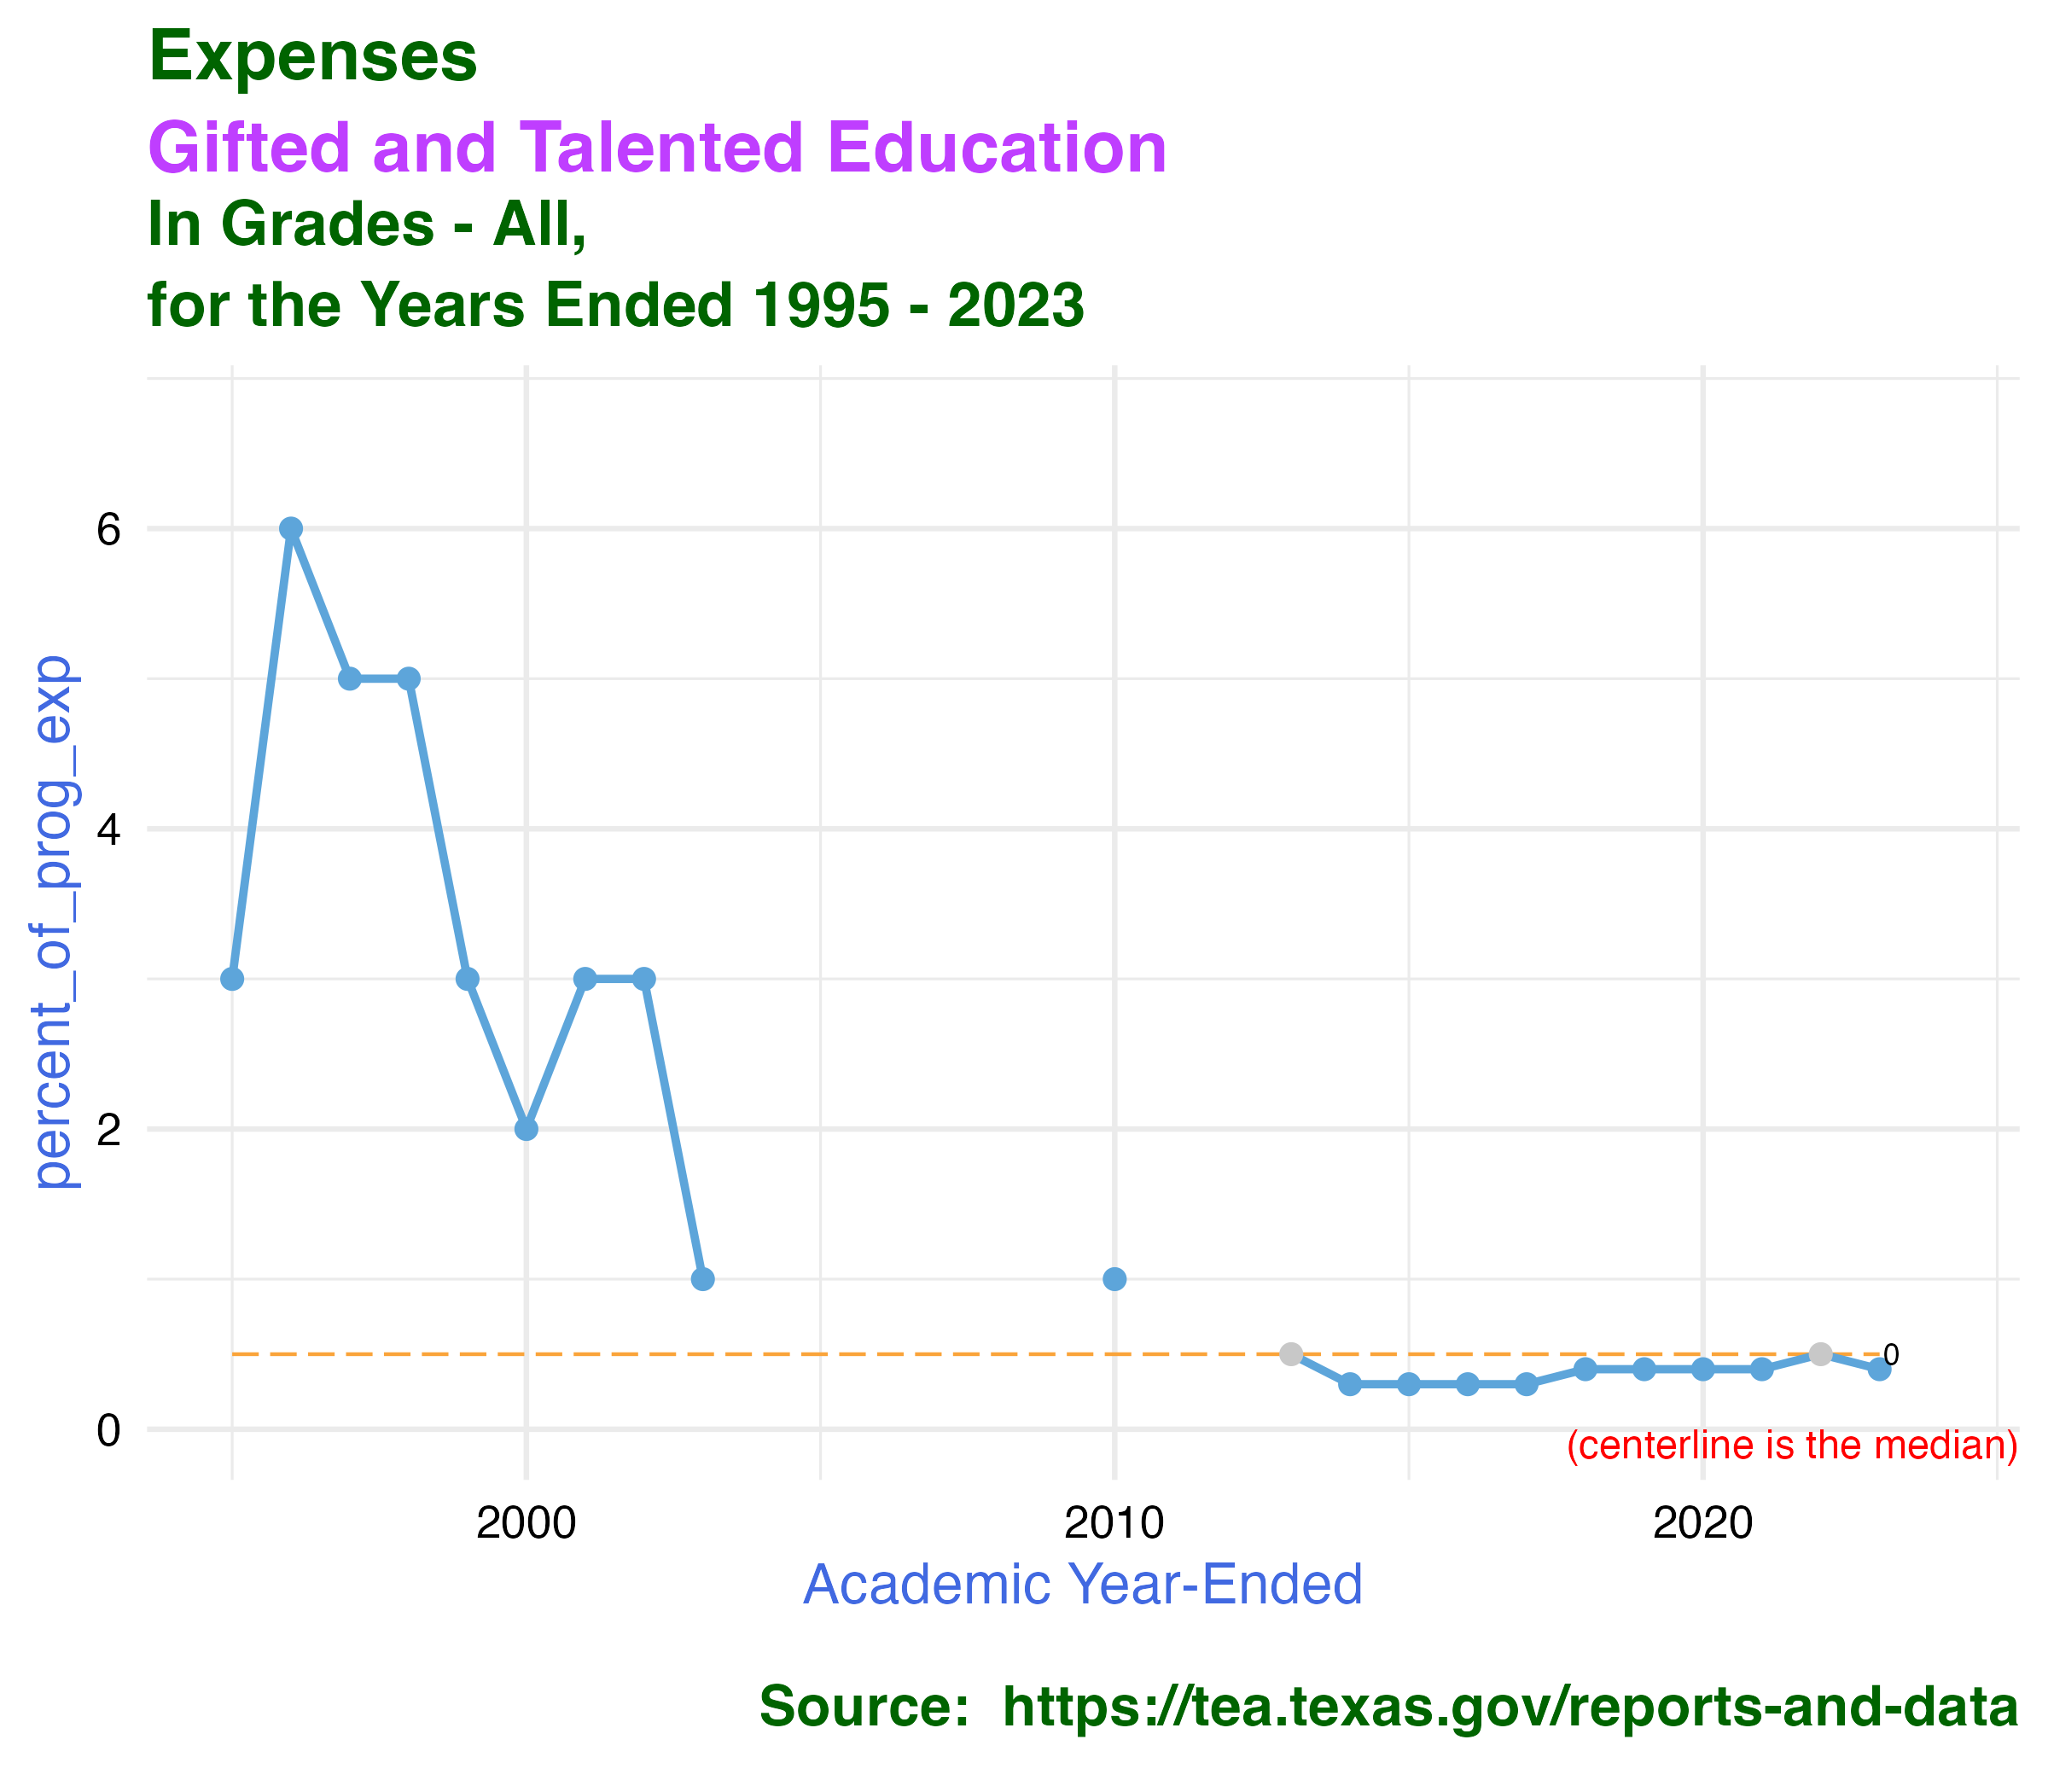 Expenses
Gifted and Talented Education
In Grades - All,
for the Years Ended 1995 - 2023
percent_of_prog_exp
6
4
2
0
0
(centerline is the median)
2000
2010
2020
Academic Year-Ended
Source:  https://tea.texas.gov/reports-and-data